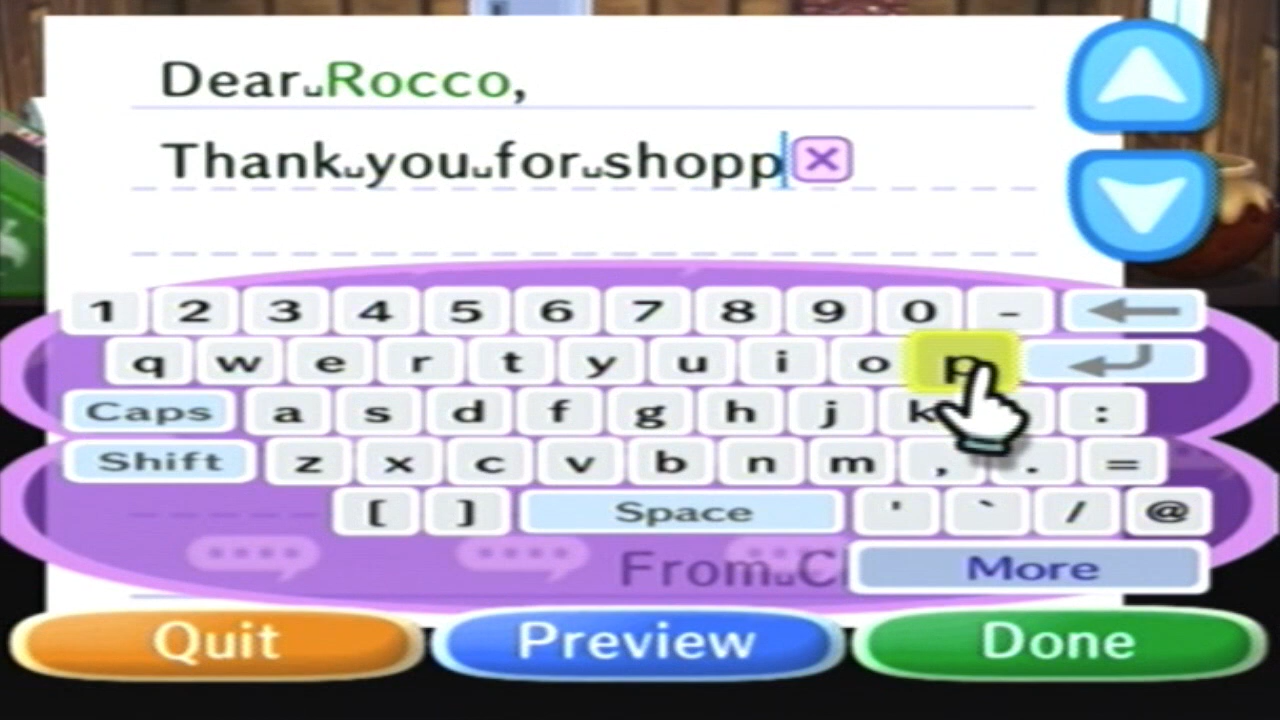 Dear Rocco,
Thank you for shopp
1 2 3 4 5 6 7 8 9 0 -
q w e r t y u i o p
Caps a s d f g h j k :
Shift z x c v b n m , . =
[ ] Space ' ` / @
From C
More
Quit Preview Done